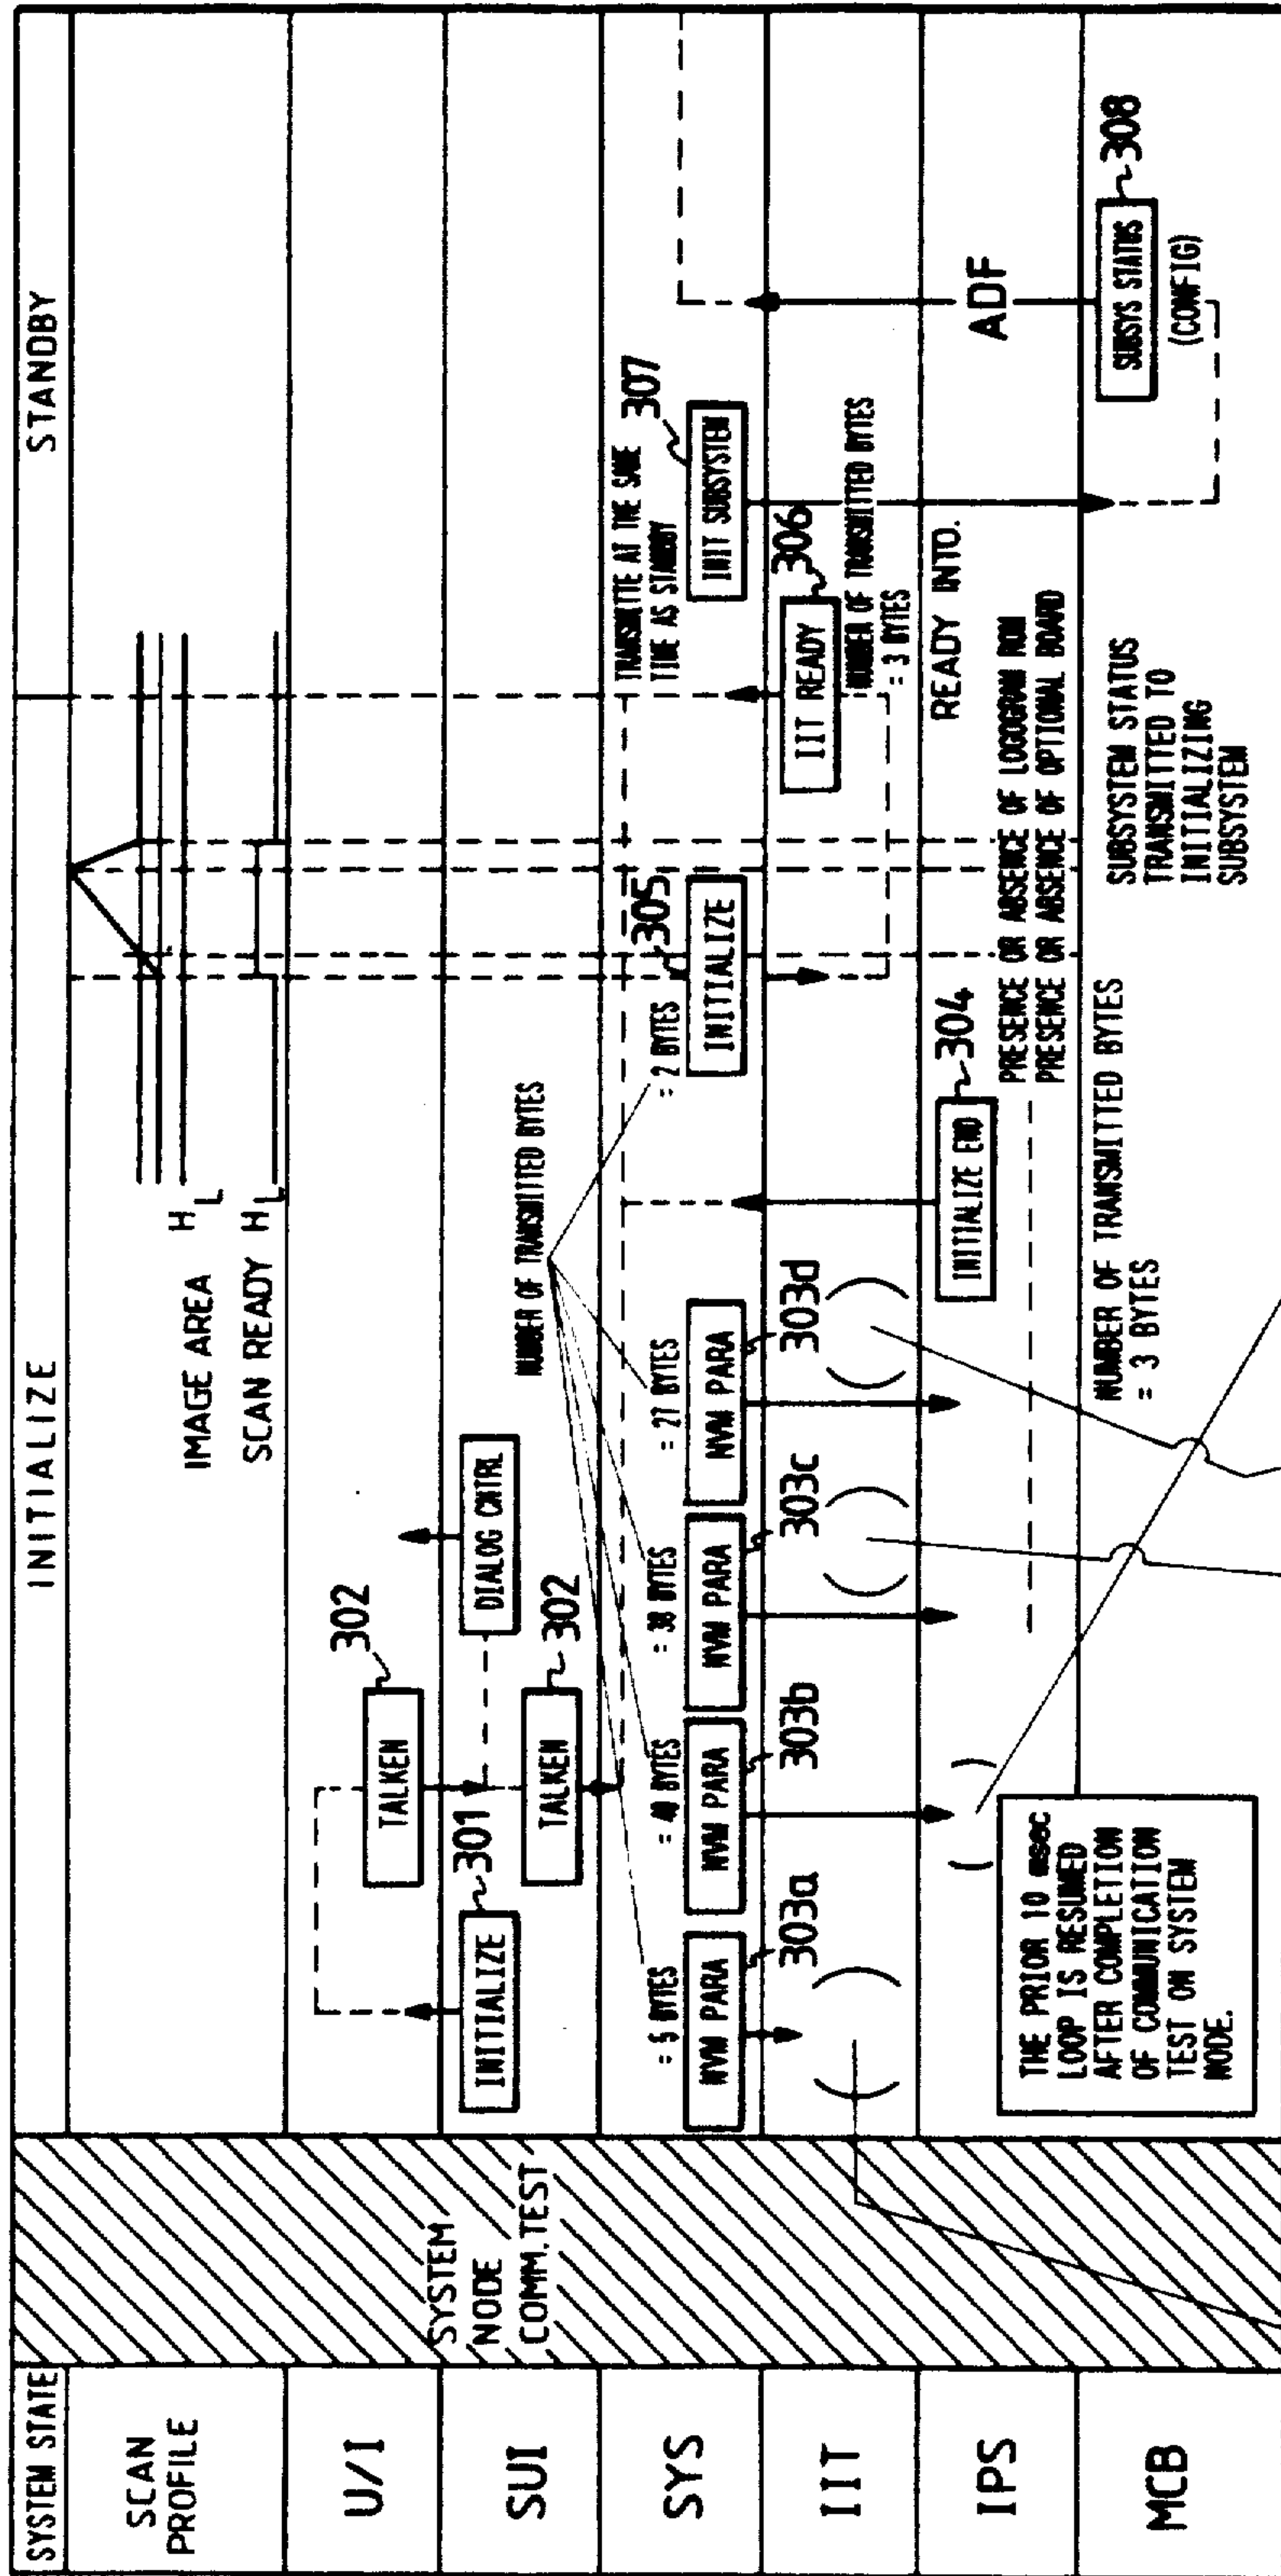 SYSTEM STATE
INITIALIZE
STANDBY
SCAN
PROFILE
IMAGE AREA H
L
SCAN READY H
L
U/I
TALKEN
302
SUI
SYSTEM
NODE
COMM. TEST
INITIALIZE
301
TALKEN
302
DIALOG CNTRL
NUMBER OF TRANSMITTED BYTES
SYS
= 5 BYTES
NVM PARA
303a
= 40 BYTES
NVM PARA
303b
= 38 BYTES
NVM PARA
303c
= 27 BYTES
NVM PARA
303d
= 2 BYTES
INITIALIZE
305
TRANSMITTE AT THE SAME
TIME AS STANDBY
INIT SUBSYSTEM
307
IIT
IIT READY
306
NUMBER OF TRANSMITTED BYTES
= 3 BYTES
IPS
INITIALIZE END
304
READY INTO.
PRESENCE OR ABSENCE OF LOGOGRAM ROM
PRESENCE OR ABSENCE OF OPTIONAL BOARD
ADF
MCB
THE PRIOR 10 msec
LOOP IS RESUMED
AFTER COMPLETION
OF COMMUNICATION
TEST ON SYSTEM
NODE.
NUMBER OF TRANSMITTED BYTES
= 3 BYTES
SUBSYSTEM STATUS
TRANSMITTED TO
INITIALIZING
SUBSYSTEM
SUBSYS STATUS
308
(CONFIG)